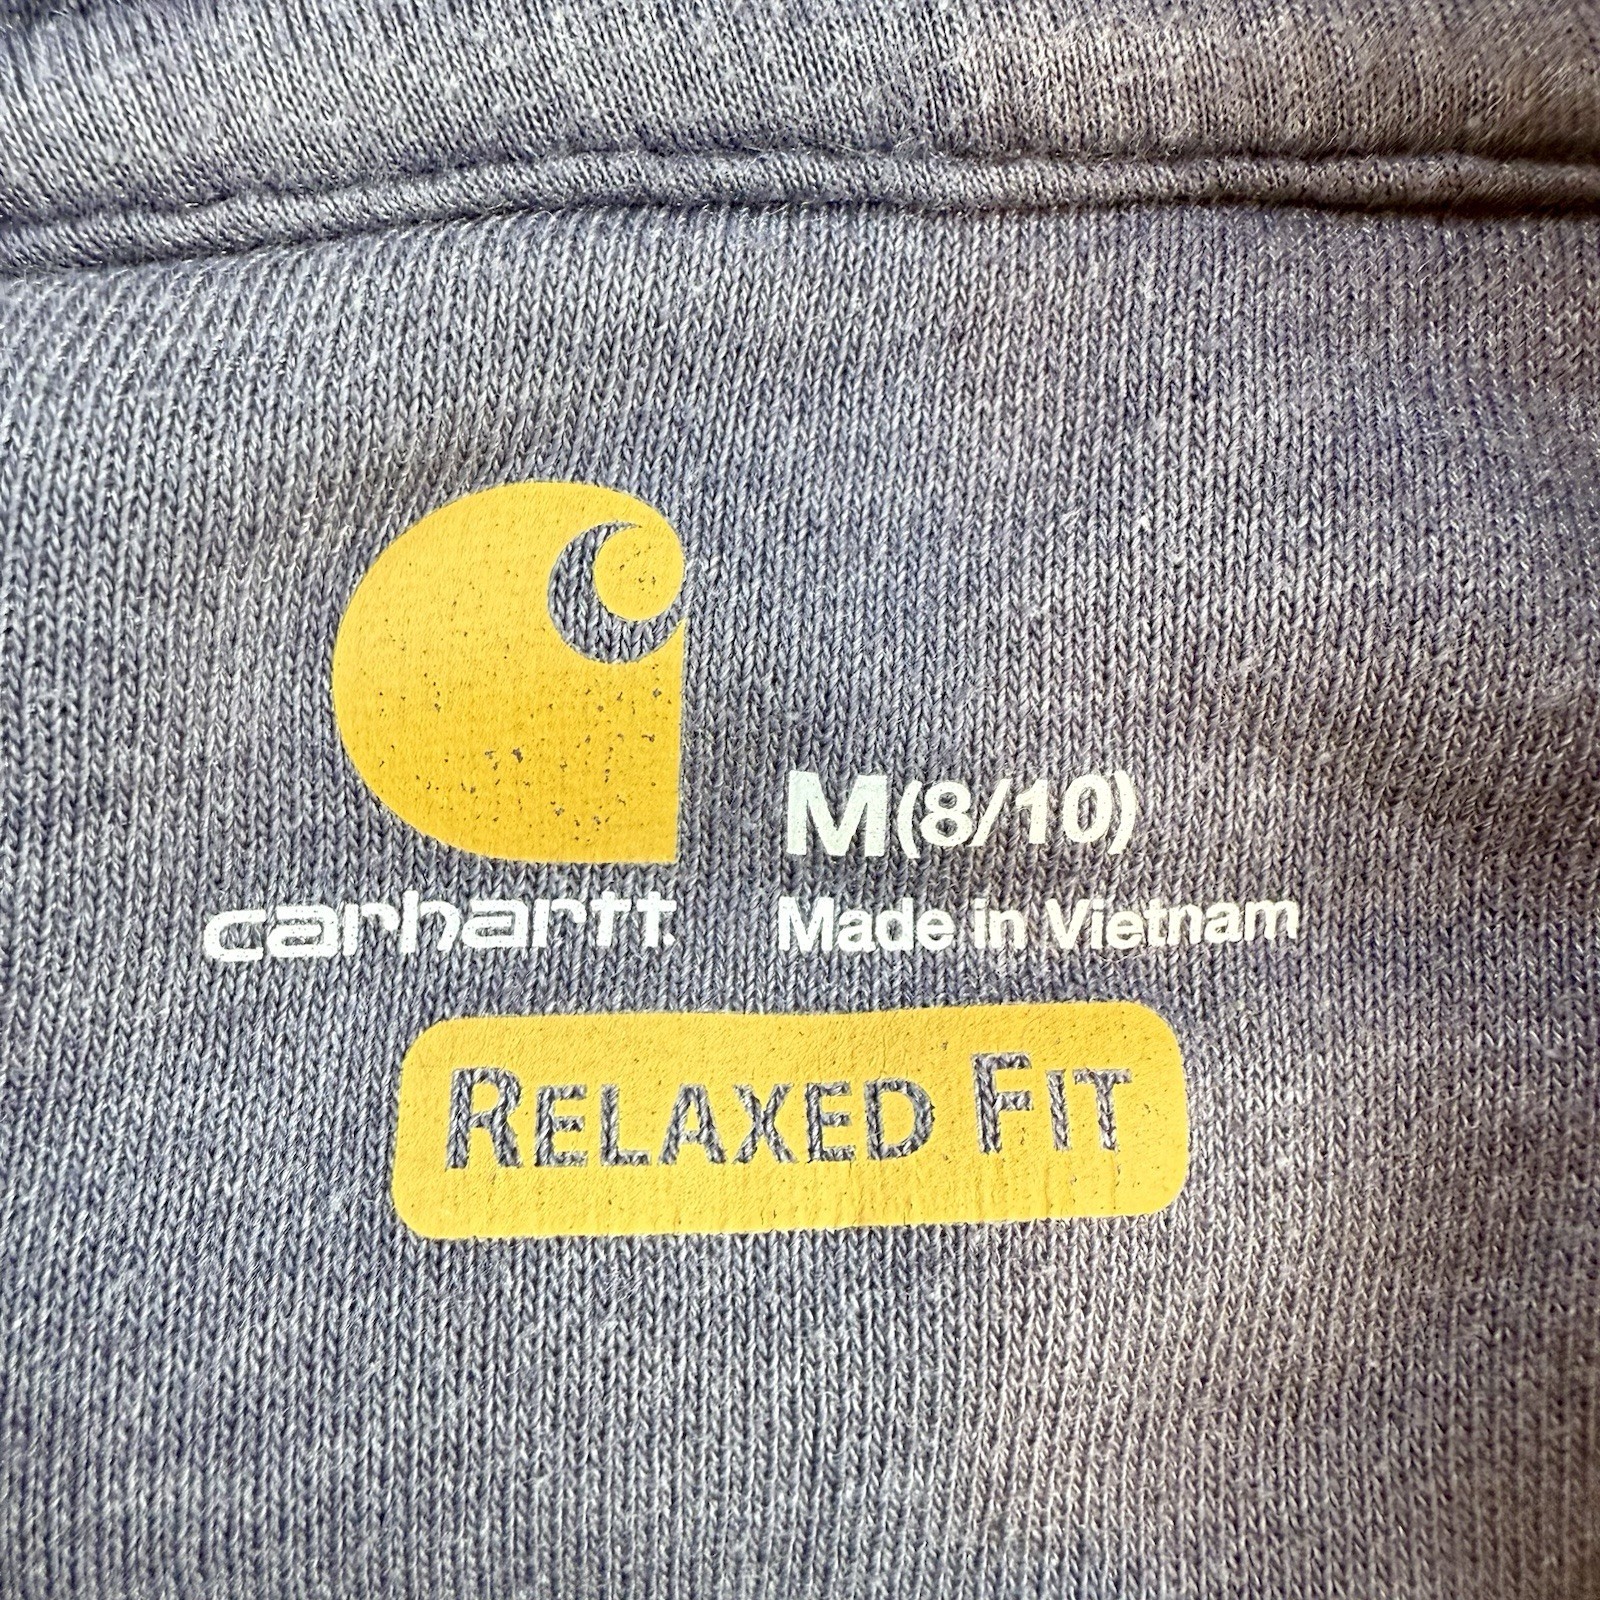 M(8/10)
carhartt.
Made in Vietnam
RELAXED FIT